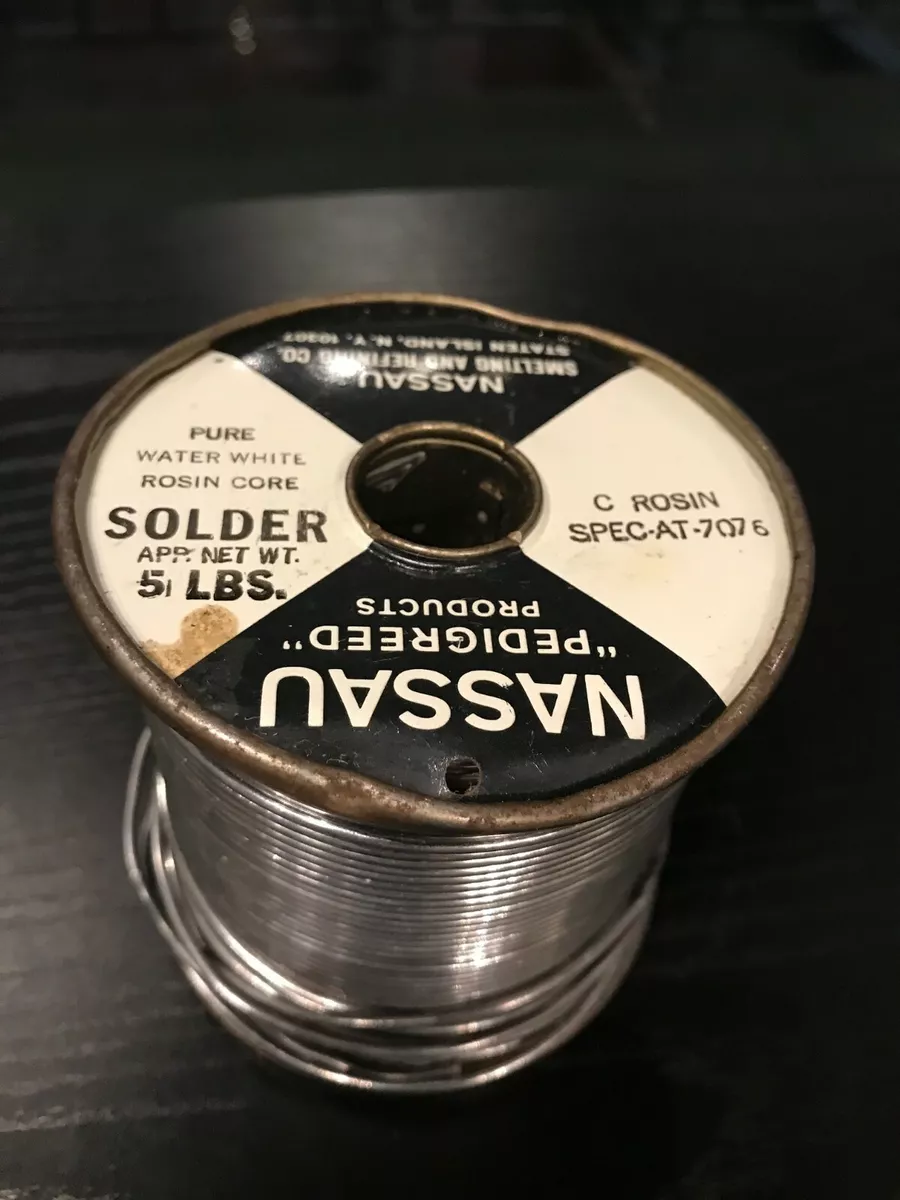 NASSAU
SMELTING AND REFINING CO.
STATEN ISLAND, N.Y. 10307
PURE
WATER WHITE
ROSIN CORE
SOLDER
APP. NET WT.
5 LBS.
C ROSIN
SPEC-AT-7076
NASSAU
"PEDIGREED"
PRODUCTS